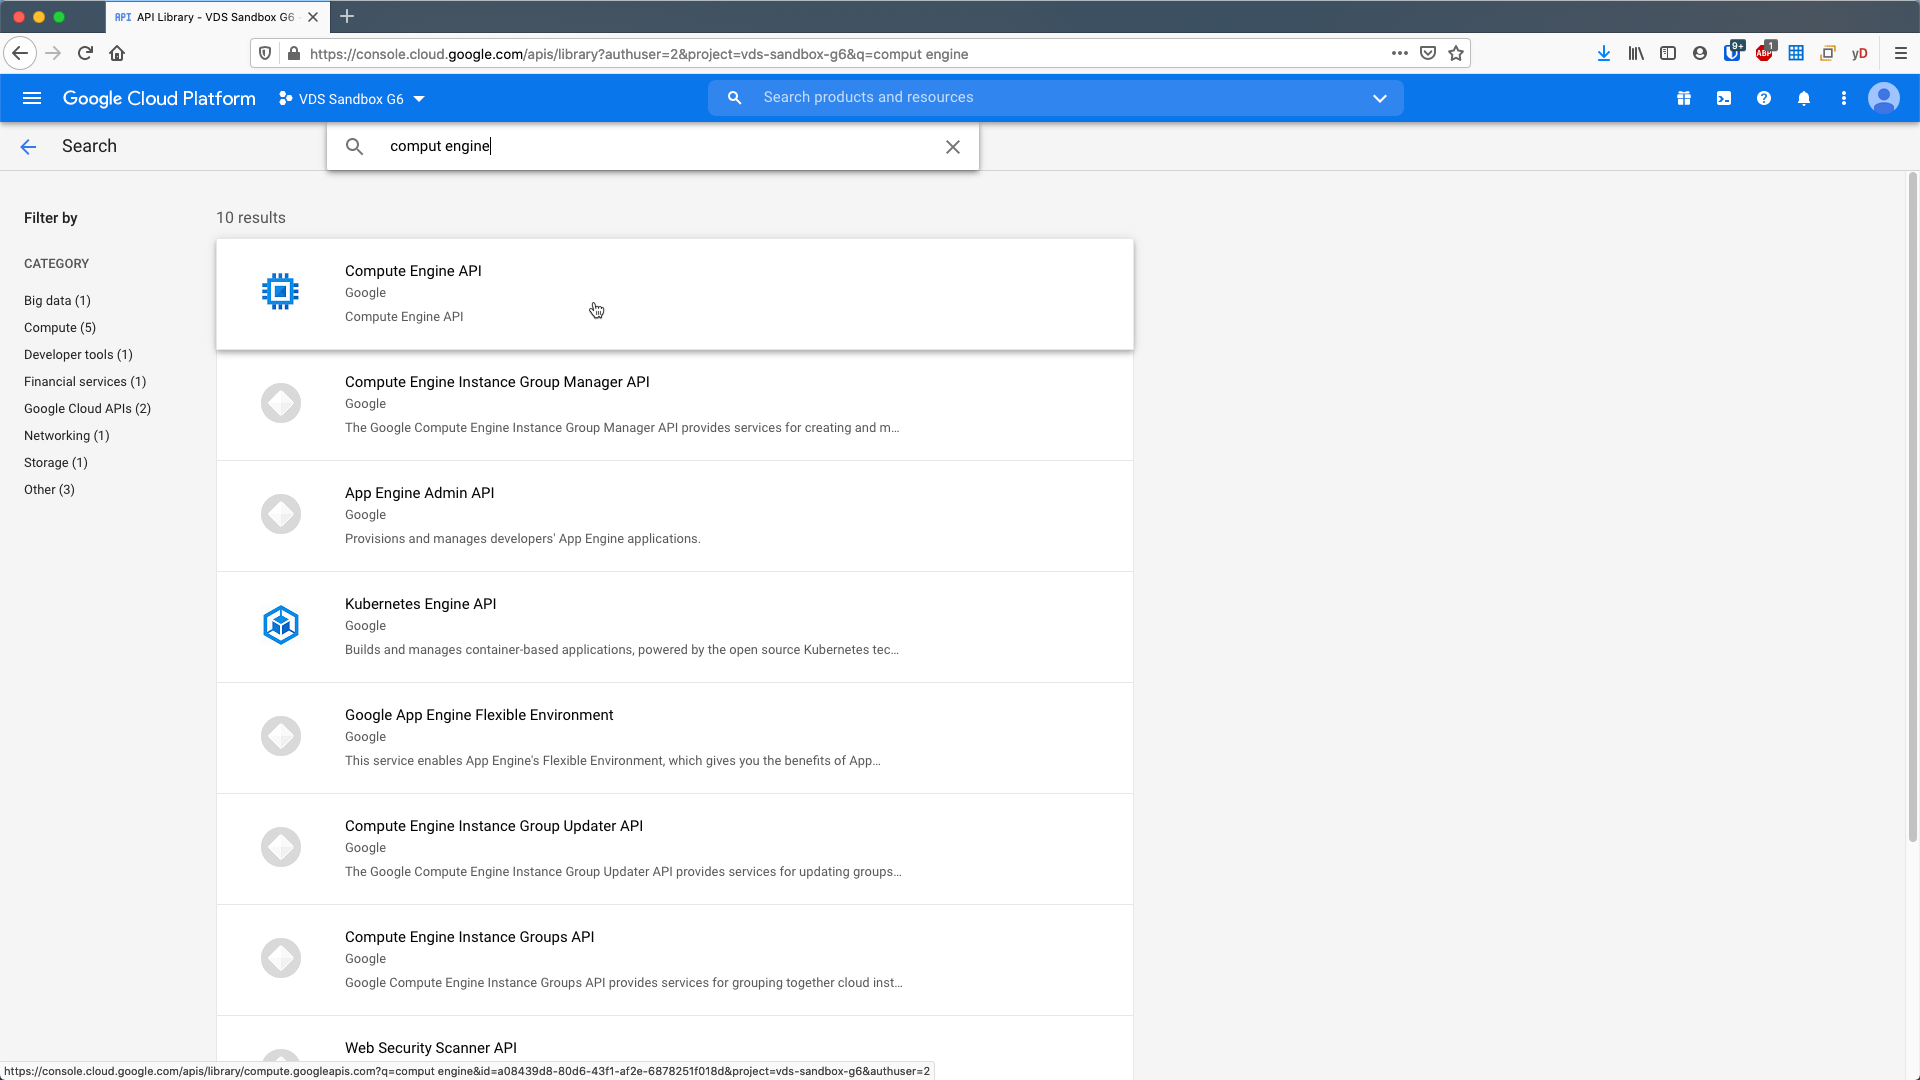 API API Library - VDS Sandbox G6
https://console.cloud.google.com/apis/library?authuser=2&project=vds-sandbox-g6&q=comput engine
9+
ABP
1
yD
Google Cloud Platform
VDS Sandbox G6
Search products and resources
Search
comput engine
Filter by
10 results
CATEGORY
Big data (1)
Compute (5)
Developer tools (1)
Financial services (1)
Google Cloud APIs (2)
Networking (1)
Storage (1)
Other (3)
Compute Engine API
Google
Compute Engine API
Compute Engine Instance Group Manager API
Google
The Google Compute Engine Instance Group Manager API provides services for creating and m...
App Engine Admin API
Google
Provisions and manages developers' App Engine applications.
Kubernetes Engine API
Google
Builds and manages container-based applications, powered by the open source Kubernetes tec...
Google App Engine Flexible Environment
Google
This service enables App Engine's Flexible Environment, which gives you the benefits of App...
Compute Engine Instance Group Updater API
Google
The Google Compute Engine Instance Group Updater API provides services for updating groups...
Compute Engine Instance Groups API
Google
Google Compute Engine Instance Groups API provides services for grouping together cloud inst...
Web Security Scanner API
https://console.cloud.google.com/apis/library/compute.googleapis.com?q=comput engine&id=a08439d8-80d6-43f1-af2e-6878251f018d&project=vds-sandbox-g6&authuser=2